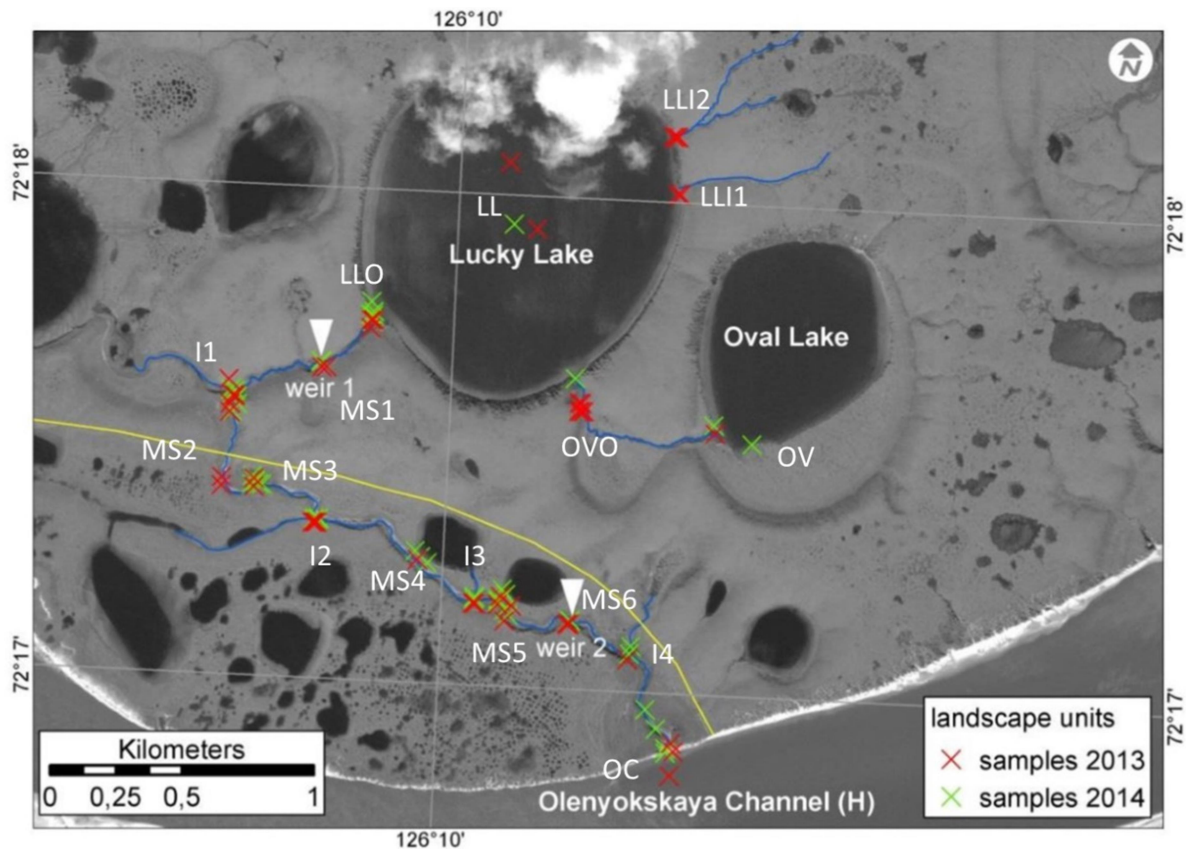 126°10'
N
LLI2
72°18'
LLI1
72°18'
LL
Lucky Lake
LLO
Oval Lake
I1
weir 1
MS1
MS2
MS3
OVO
OV
I2
I3
MS4
MS6
MS5
weir 2
I4
72°17'
72°17'
landscape units
samples 2013
samples 2014
Kilometers
0 0,25 0,5 1
OC
Olenyokskaya Channel (H)
126°10'